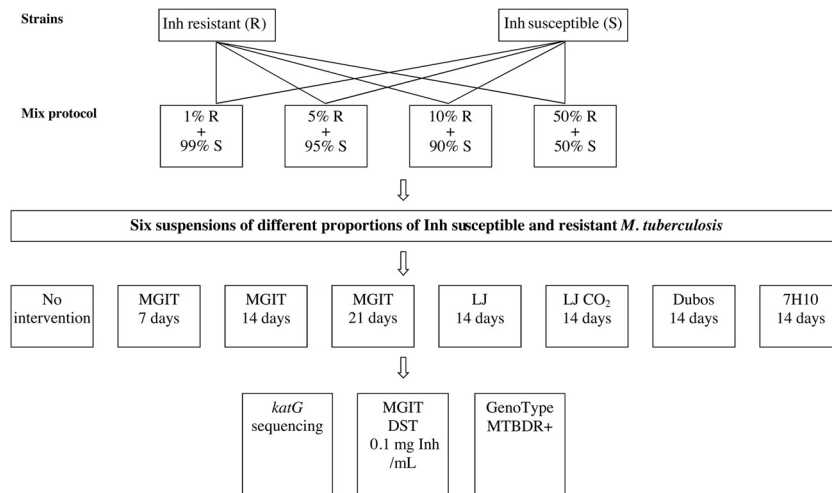 Strains
Inh resistant (R)
Inh susceptible (S)
Mix protocol
1% R
+
99% S
5% R
+
95% S
10% R
+
90% S
50% R
+
50% S
Six suspensions of different proportions of Inh susceptible and resistant M. tuberculosis
No
intervention
MGIT
7 days
MGIT
14 days
MGIT
21 days
LJ
14 days
LJ CO₂
14 days
Dubos
14 days
7H10
14 days
katG
sequencing
MGIT
DST
0.1 mg Inh
/mL
GenoType
MTBDR+